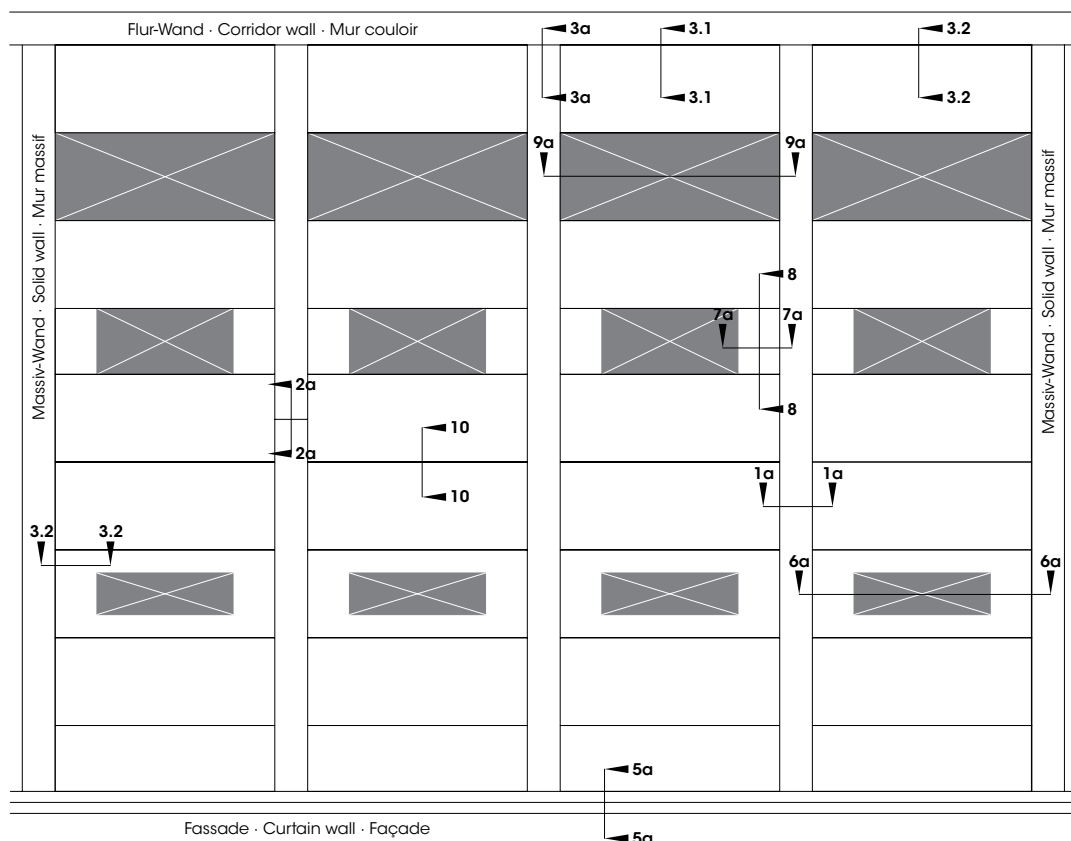 Flur-Wand · Corridor wall · Mur couloir
3a
3.1
3.2
3a
3.1
3.2
Massiv-Wand · Solid wall · Mur massif
Massiv-Wand · Solid wall · Mur massif
9a
9a
8
7a
7a
2a
8
10
2a
1a
1a
10
3.2
3.2
6a
6a
5a
Fassade · Curtain wall · Façade
5a